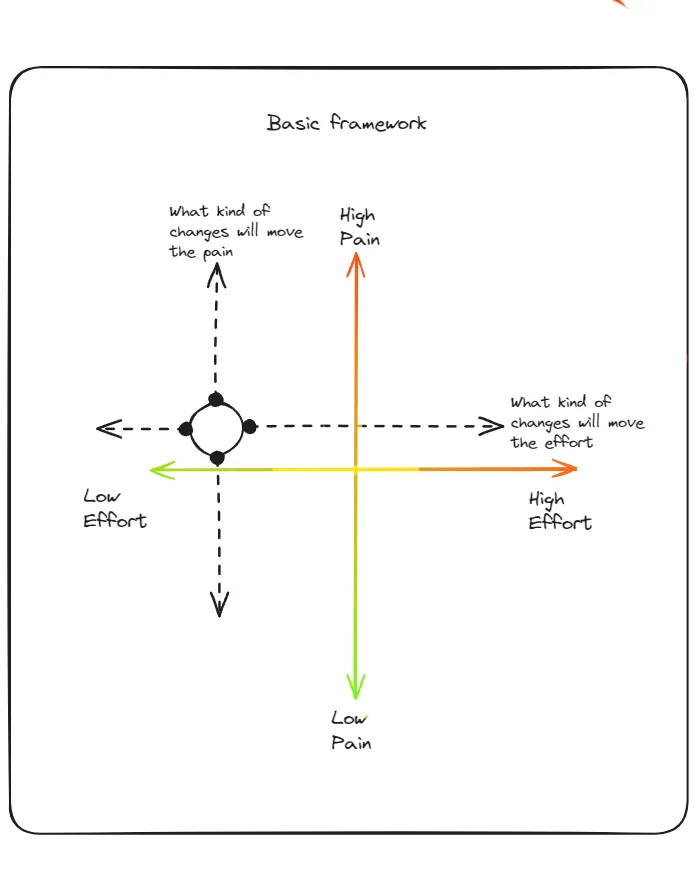 Basic framework
What kind of
changes will move
the pain
High
Pain
What kind of
changes will move
the effort
Low
Effort
High
Effort
Low
Pain